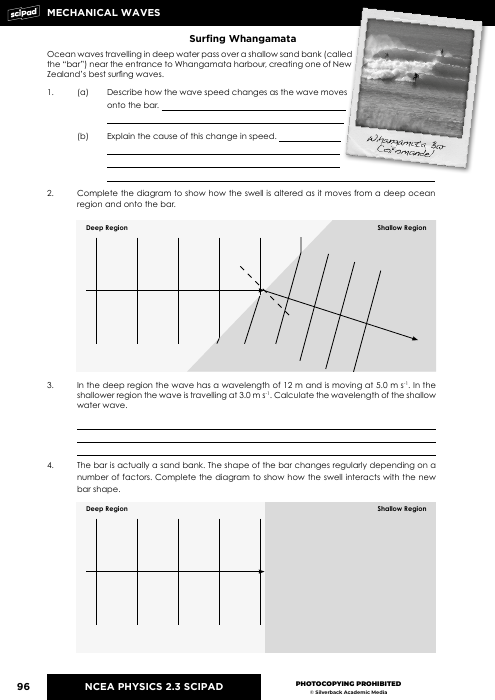 scipad MECHANICAL WAVES
Surfing Whangamata
Ocean waves travelling in deep water pass over a shallow sand bank (called
the “bar”) near the entrance to Whangamata harbour, creating one of New
Zealand’s best surfing waves.
Whangamata Bar
Coromandel
1. (a) Describe how the wave speed changes as the wave moves
onto the bar.
(b) Explain the cause of this change in speed.
2. Complete the diagram to show how the swell is altered as it moves from a deep ocean
region and onto the bar.
Deep Region Shallow Region
3. In the deep region the wave has a wavelength of 12 m and is moving at 5.0 m s⁻¹. In the
shallower region the wave is travelling at 3.0 m s⁻¹. Calculate the wavelength of the shallow
water wave.
4. The bar is actually a sand bank. The shape of the bar changes regularly depending on a
number of factors. Complete the diagram to show how the swell interacts with the new
bar shape.
Deep Region Shallow Region
96 NCEA PHYSICS 2.3 SCIPAD PHOTOCOPYING PROHIBITED
© Silverback Academic Media